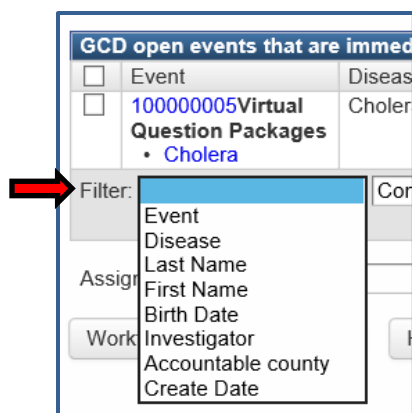 GCD open events that are immed
Event Diseas
100000005Virtual Choler
Question Packages
• Cholera
Filter: Con
Event
Disease
Last Name
First Name
Assign
Birth Date
Investigator
Work
Accountable county
Create Date